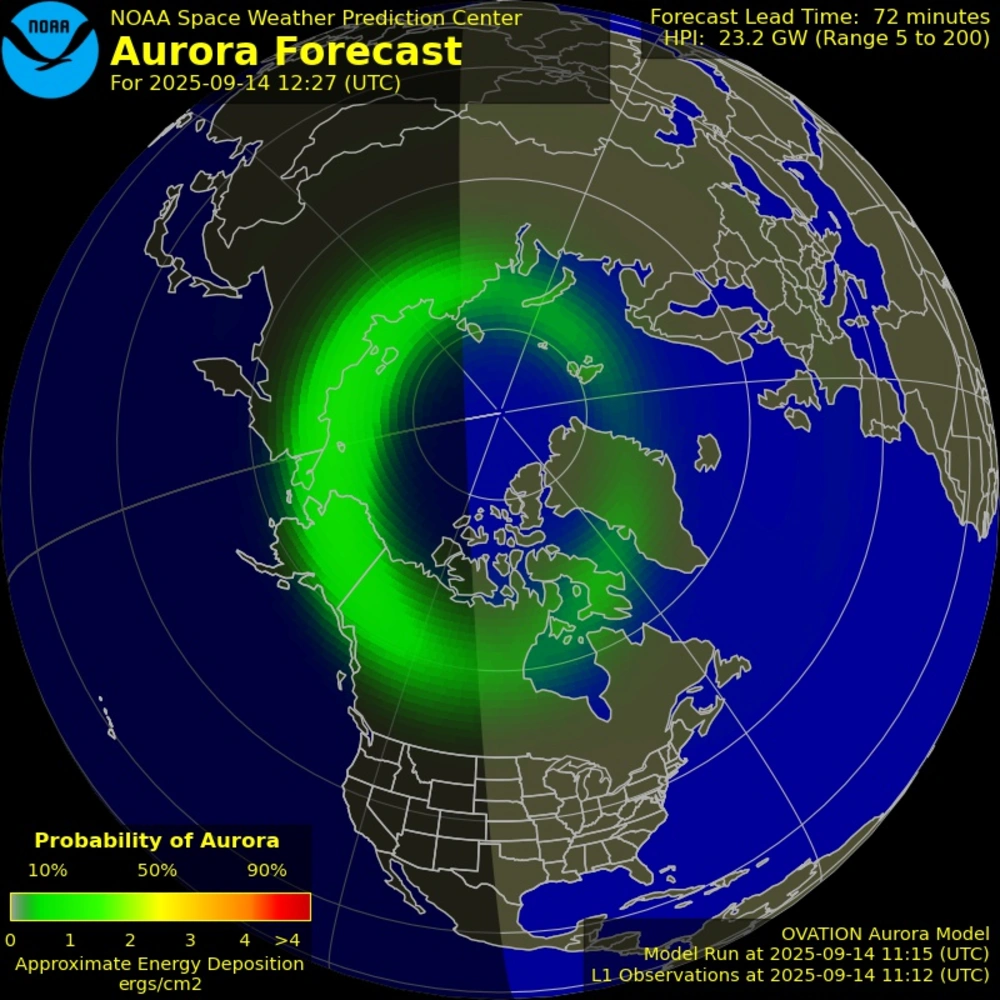 NOAA
NOAA Space Weather Prediction Center
Aurora Forecast
For 2025-09-14 12:27 (UTC)
Forecast Lead Time: 72 minutes
HPI: 23.2 GW (Range 5 to 200)
Probability of Aurora
10% 50% 90%
0 1 2 3 4 >4
Approximate Energy Deposition
ergs/cm2
OVATION Aurora Model
Model Run at 2025-09-14 11:15 (UTC)
L1 Observations at 2025-09-14 11:12 (UTC)